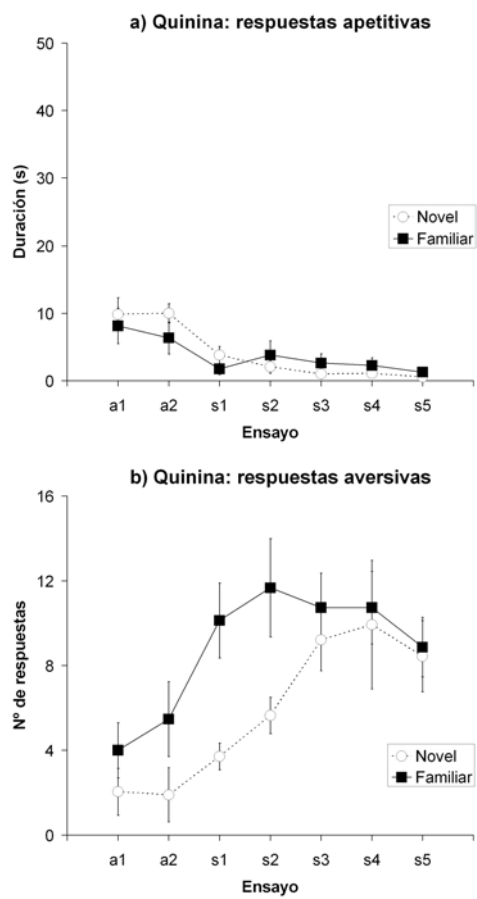 a) Quinina: respuestas apetitivas
50
40
30
20
10
0
Duración (s)
Novel
Familiar
a1 a2 s1 s2 s3 s4 s5
Ensayo
b) Quinina: respuestas aversivas
16
12
8
4
0
Nº de respuestas
Novel
Familiar
a1 a2 s1 s2 s3 s4 s5
Ensayo